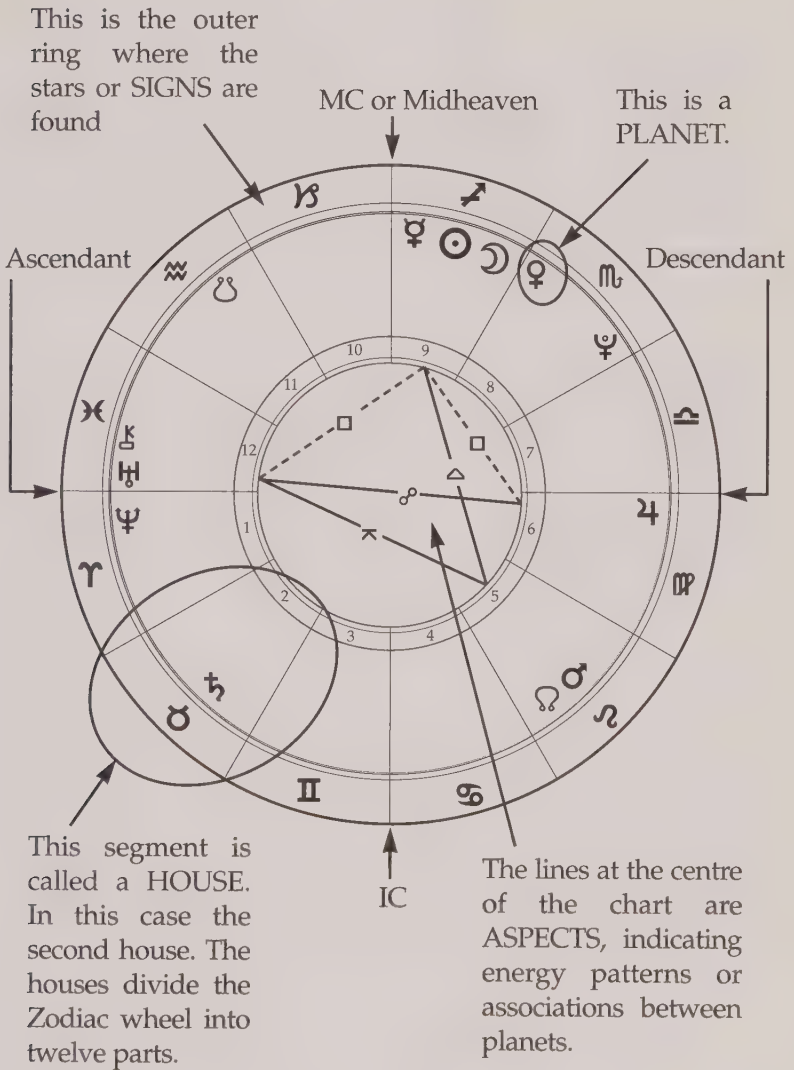 This is the outer
ring where the
stars or SIGNS are
found
MC or Midheaven
This is a
PLANET.
Ascendant
Descendant
♑
♐
♒
♏
☿
☉
☽
♀
☋
♆
♓
♎
10
9
11
8
12
7
1
6
2
5
3
4
□
□
△
☍
⚻
⚷
♅
♆
♃
♈
♍
♄
☊
♂
♉
♌
♊
♋
This segment is
called a HOUSE.
In this case the
second house. The
houses divide the
Zodiac wheel into
twelve parts.
IC
The lines at the centre
of the chart are
ASPECTS, indicating
energy patterns or
associations between
planets.